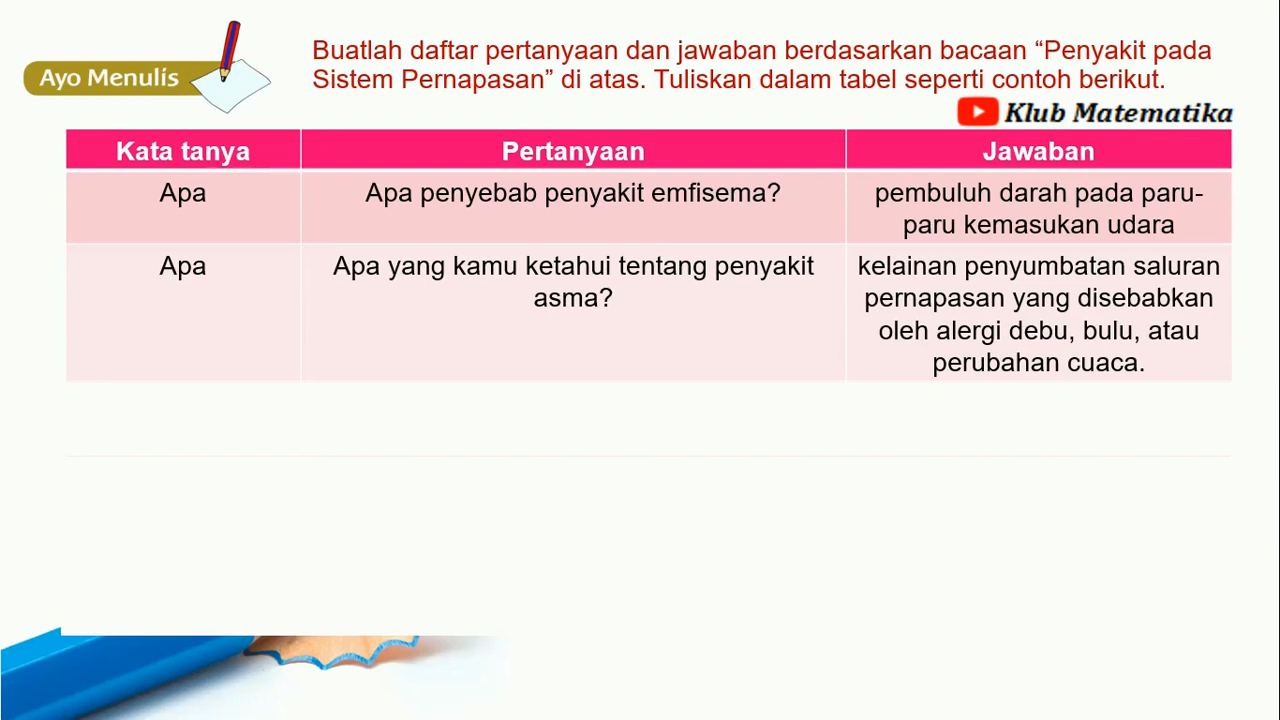 Ayo Menulis
Buatlah daftar pertanyaan dan jawaban berdasarkan bacaan “Penyakit pada
Sistem Pernapasan” di atas. Tuliskan dalam tabel seperti contoh berikut.
Klub Matematika
Kata tanya Pertanyaan Jawaban
Apa Apa penyebab penyakit emfisema? pembuluh darah pada paru-
paru kemasukan udara
Apa Apa yang kamu ketahui tentang penyakit kelainan penyumbatan saluran
asma? pernapasan yang disebabkan
oleh alergi debu, bulu, atau
perubahan cuaca.